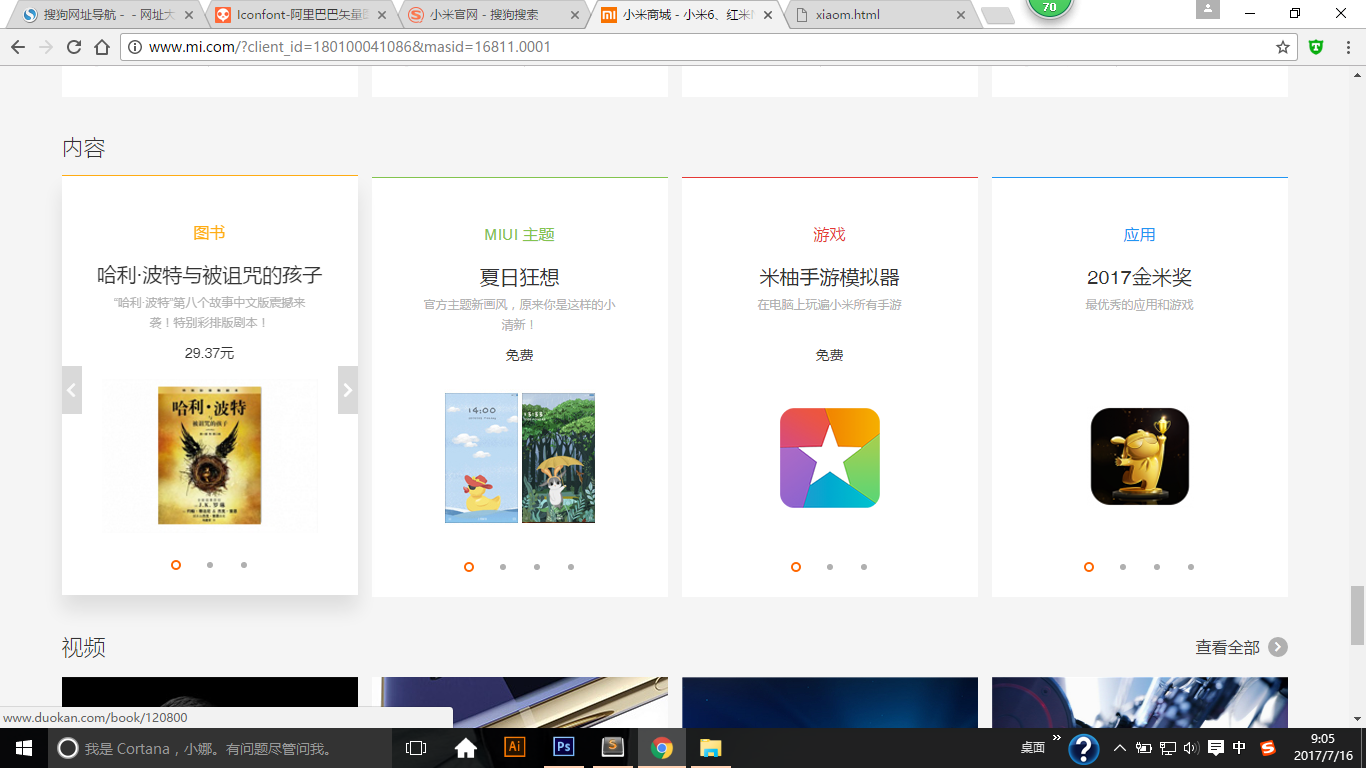 搜狗网址导航 - - 网址大
Iconfont-阿里巴巴矢量
小米官网 - 搜狗搜索
小米商城 - 小米6、红米
xiaom.html
70
www.mi.com/?client_id=180100041086&masid=16811.0001
内容
图书
哈利·波特与被诅咒的孩子
“哈利·波特”第八个故事中文版震撼来
袭！特别彩排版剧本！
29.37元
哈利·波特
被诅咒的孩子
MIUI 主题
夏日狂想
官方主题新画风，原来你是这样的小
清新！
免费
14:00
游戏
米柚手游模拟器
在电脑上玩遍小米所有手游
免费
应用
2017金米奖
最优秀的应用和游戏
视频
查看全部
www.duokan.com/book/120800
我是 Cortana，小娜。有问题尽管问我。
Ai
Ps
S
桌面
中
9:05
2017/7/16